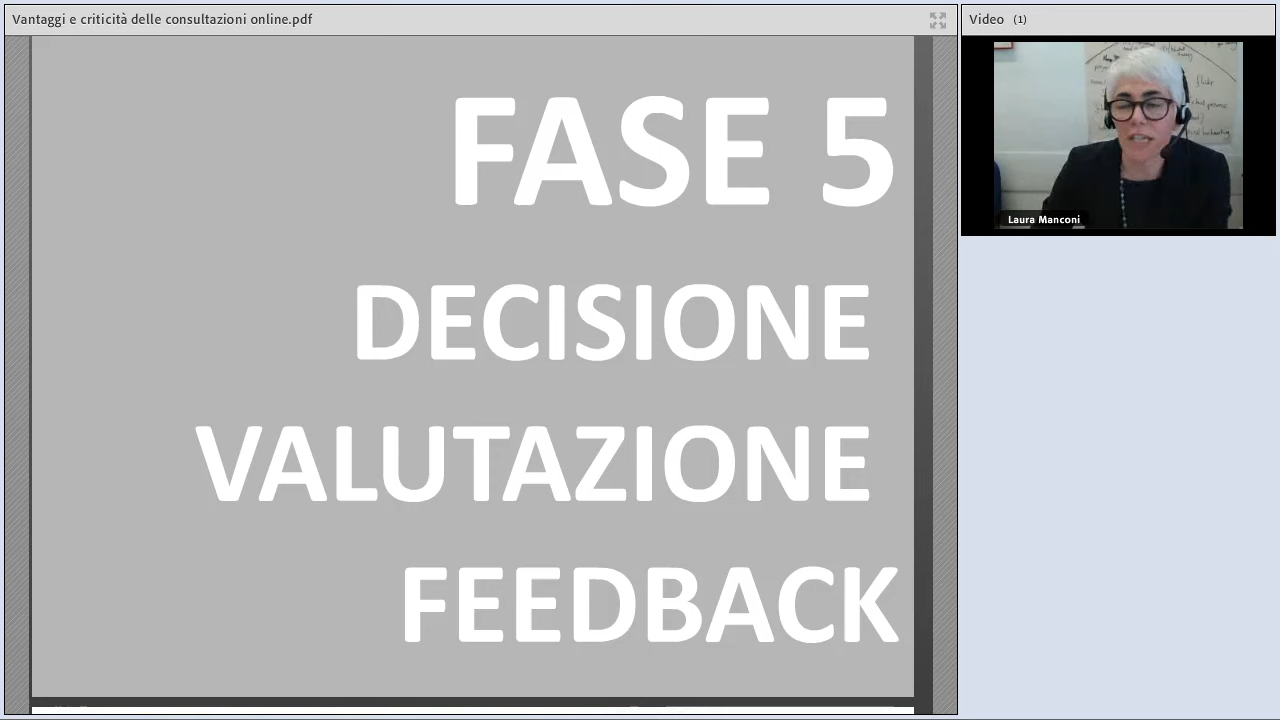 Vantaggi e criticità delle consultazioni online.pdf
Video (1)
FASE 5
DECISIONE
VALUTAZIONE
FEEDBACK
Laura Manconi